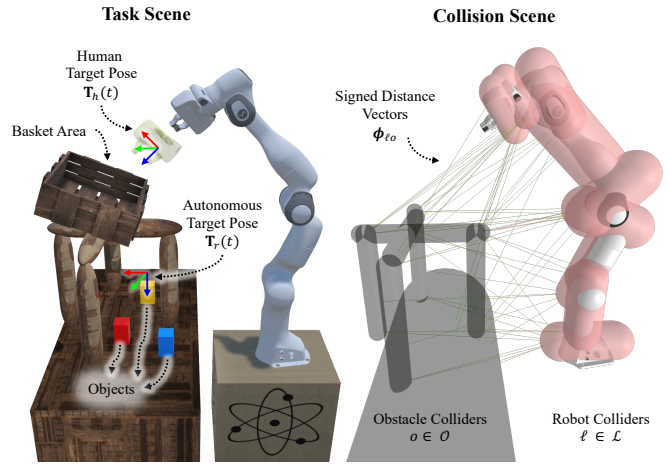 Task Scene
Collision Scene
Human
Target Pose
𝐓ₕ(t)
Basket Area
Autonomous
Target Pose
𝐓ᵣ(t)
Objects
Signed Distance
Vectors
𝝓ℓₒ
Obstacle Colliders
o ∈ 𝒪
Robot Colliders
ℓ ∈ ℒ